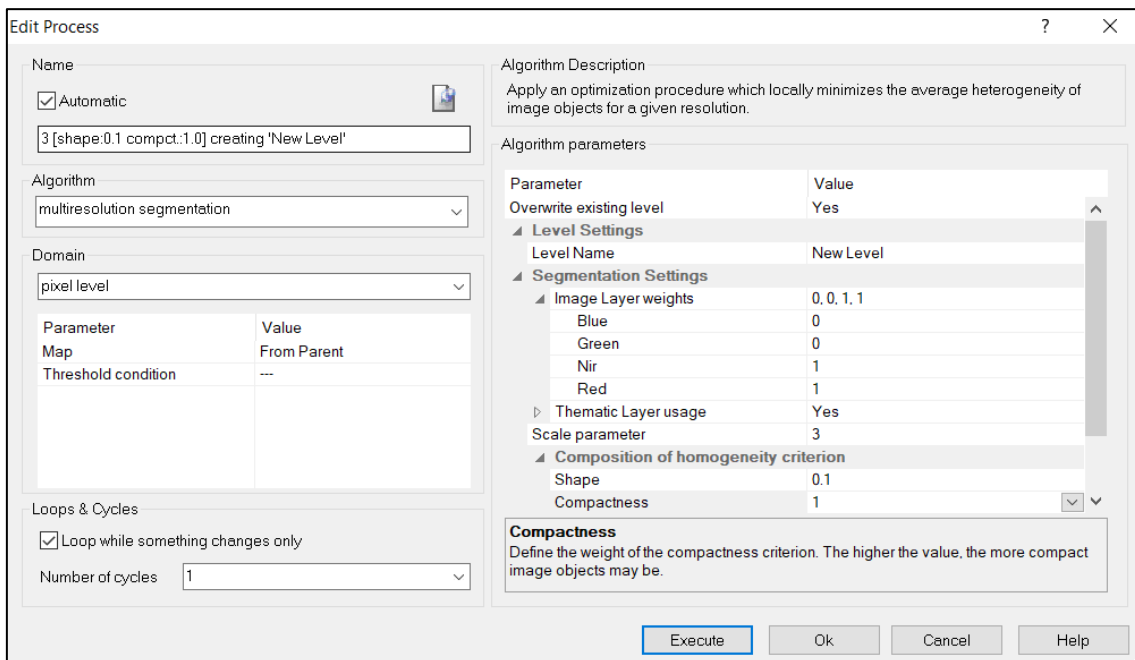 Edit Process
?
Name
Automatic
3 [shape:0.1 compct.:1.0] creating 'New Level'
Algorithm
multiresolution segmentation
Domain
pixel level
Parameter Value
Map From Parent
Threshold condition ---
Loops & Cycles
Loop while something changes only
Number of cycles 1
Algorithm Description
Apply an optimization procedure which locally minimizes the average heterogeneity of
image objects for a given resolution.
Algorithm parameters
Parameter Value
Overwrite existing level Yes
Level Settings
Level Name New Level
Segmentation Settings
Image Layer weights 0, 0, 1, 1
Blue 0
Green 0
Nir 1
Red 1
Thematic Layer usage Yes
Scale parameter 3
Composition of homogeneity criterion
Shape 0.1
Compactness 1
Compactness
Define the weight of the compactness criterion. The higher the value, the more compact
image objects may be.
Execute Ok Cancel Help